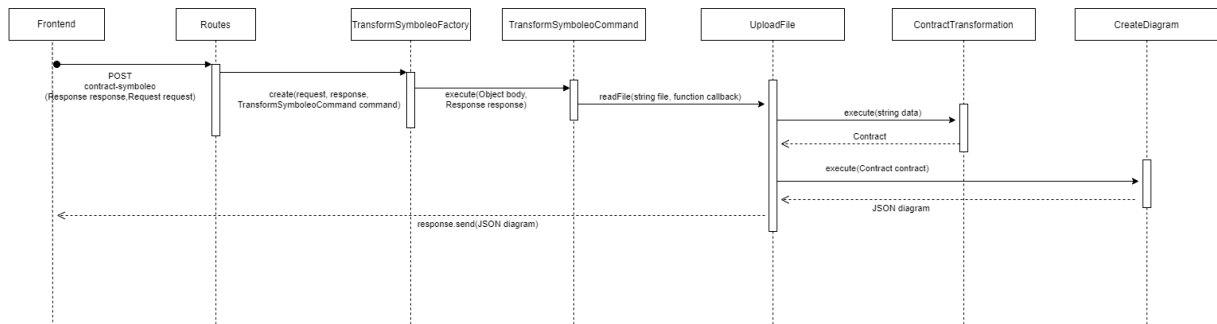 Frontend
Routes
TransformSymboleoFactory
TransformSymboleoCommand
UploadFile
ContractTransformation
CreateDiagram
POST
contract-symboleo
(Response response,Request request)
create(request, response,
TransformSymboleoCommand command)
execute(Object body,
Response response)
readFile(string file, function callback)
execute(string data)
Contract
execute(Contract contract)
JSON diagram
response.send(JSON diagram)